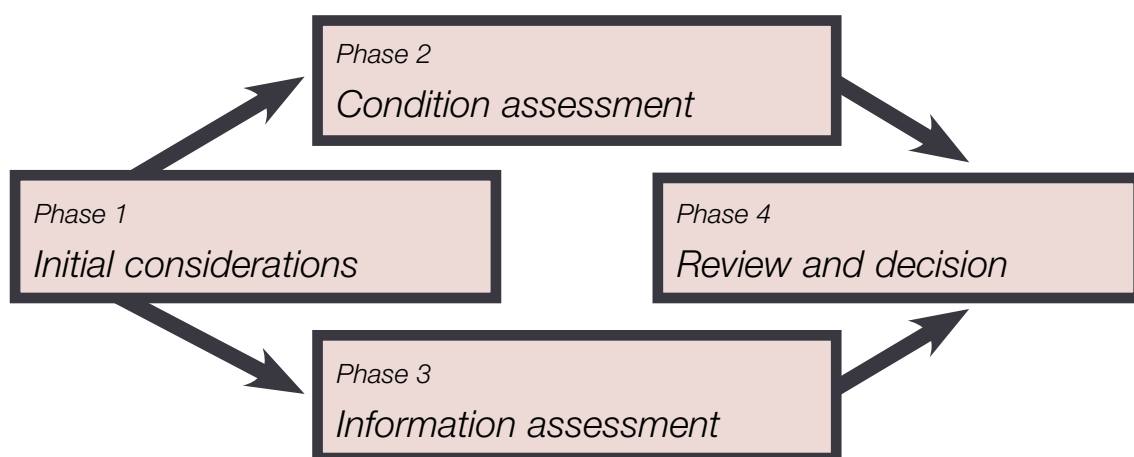 Phase 2
Condition assessment
Phase 1
Initial considerations
Phase 4
Review and decision
Phase 3
Information assessment